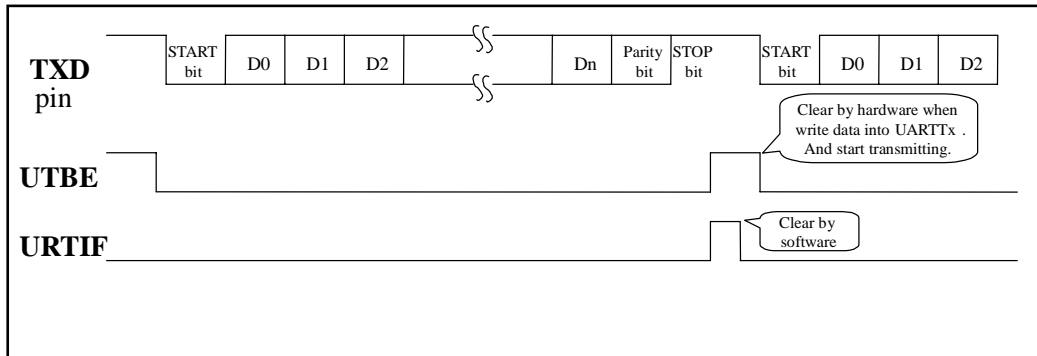 START bit D0 D1 D2 Dn Parity bit STOP bit START bit D0 D1 D2
TXD
pin
Clear by hardware when
write data into UARTTx .
And start transmitting.
UTBE
Clear by
software
URTIF